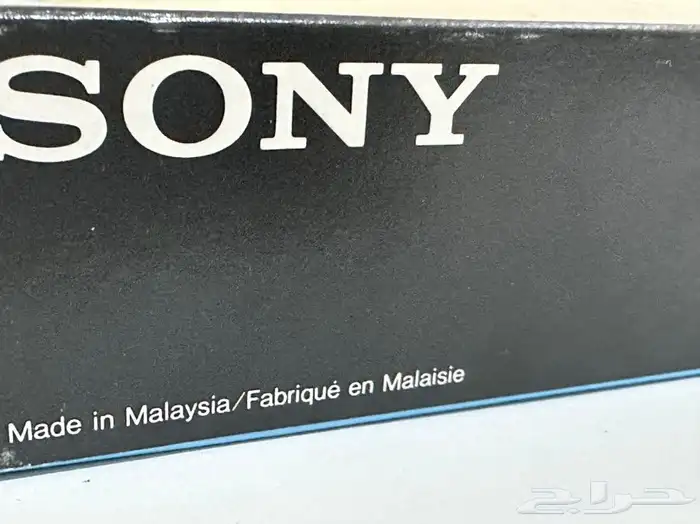 SONY
Made in Malaysia/Fabriqué en Malaisie
حراج